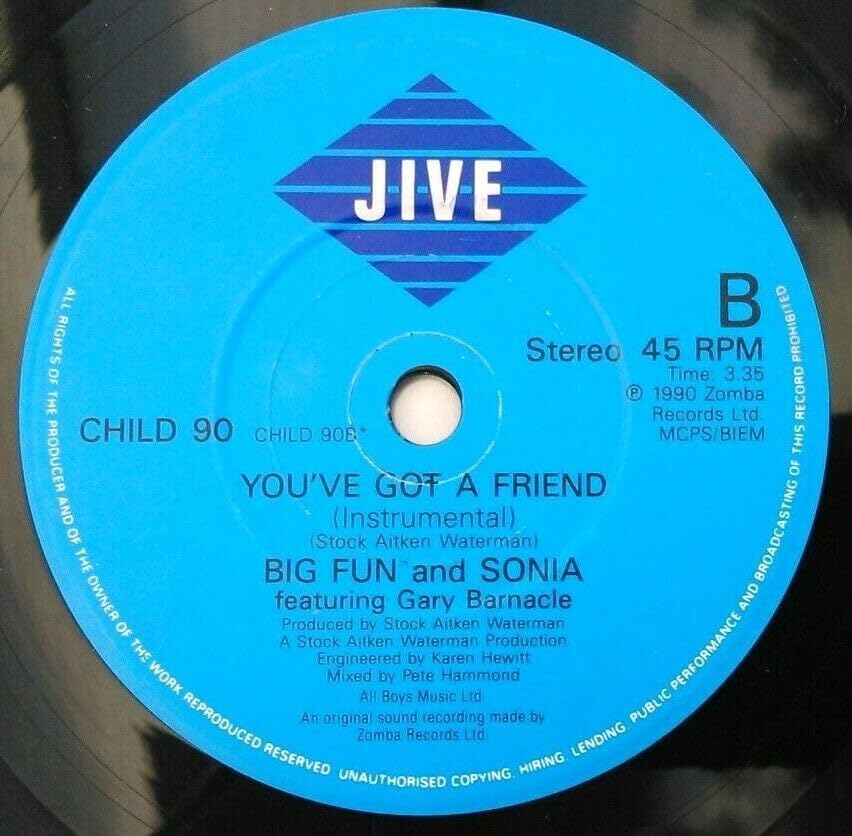 JIVE
B
Stereo 45 RPM
Time: 3.35
℗ 1990 Zomba
Records Ltd.
MCPS/BIEM
CHILD 90 CHILD 90B*
YOU'VE GOT A FRIEND
(Instrumental)
(Stock Aitken Waterman)
BIG FUN and SONIA
featuring Gary Barnacle
Produced by Stock Aitken Waterman
A Stock Aitken Waterman Production
Engineered by Karen Hewitt
Mixed by Pete Hammond
All Boys Music Ltd
An original sound recording made by
Zomba Records Ltd.
ALL RIGHTS OF THE PRODUCER AND OF THE OWNER OF THE WORK REPRODUCED RESERVED. UNAUTHORISED COPYING. HIRING. LENDING. PUBLIC PERFORMANCE AND BROADCASTING OF THIS RECORD PROHIBITED